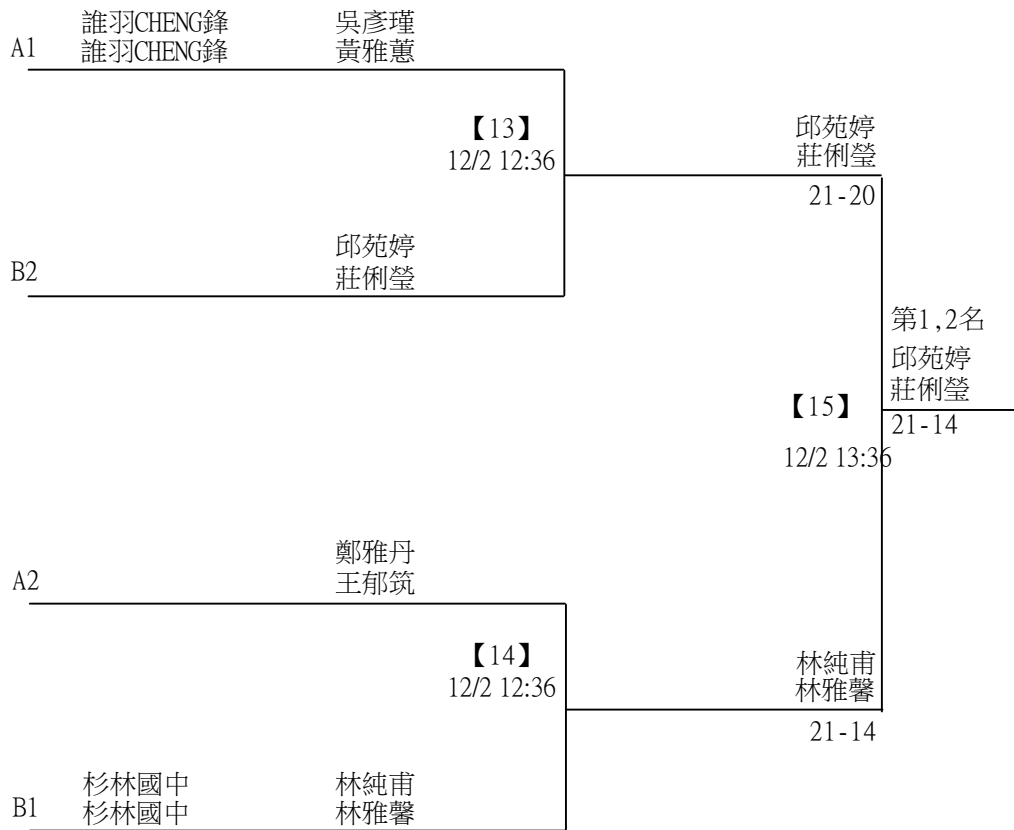 誰羽CHENG鋒 吳彥瑾
A1 誰羽CHENG鋒 黃雅蕙
【13】
12/2 12:36
邱苑婷
莊俐瑩
21-20
邱苑婷
B2 莊俐瑩
第1,2名
邱苑婷
莊俐瑩
【15】
21-14
12/2 13:36
鄭雅丹
A2 王郁筑
【14】
12/2 12:36
林純甫
林雅馨
21-14
杉林國中 林純甫
B1 杉林國中 林雅馨